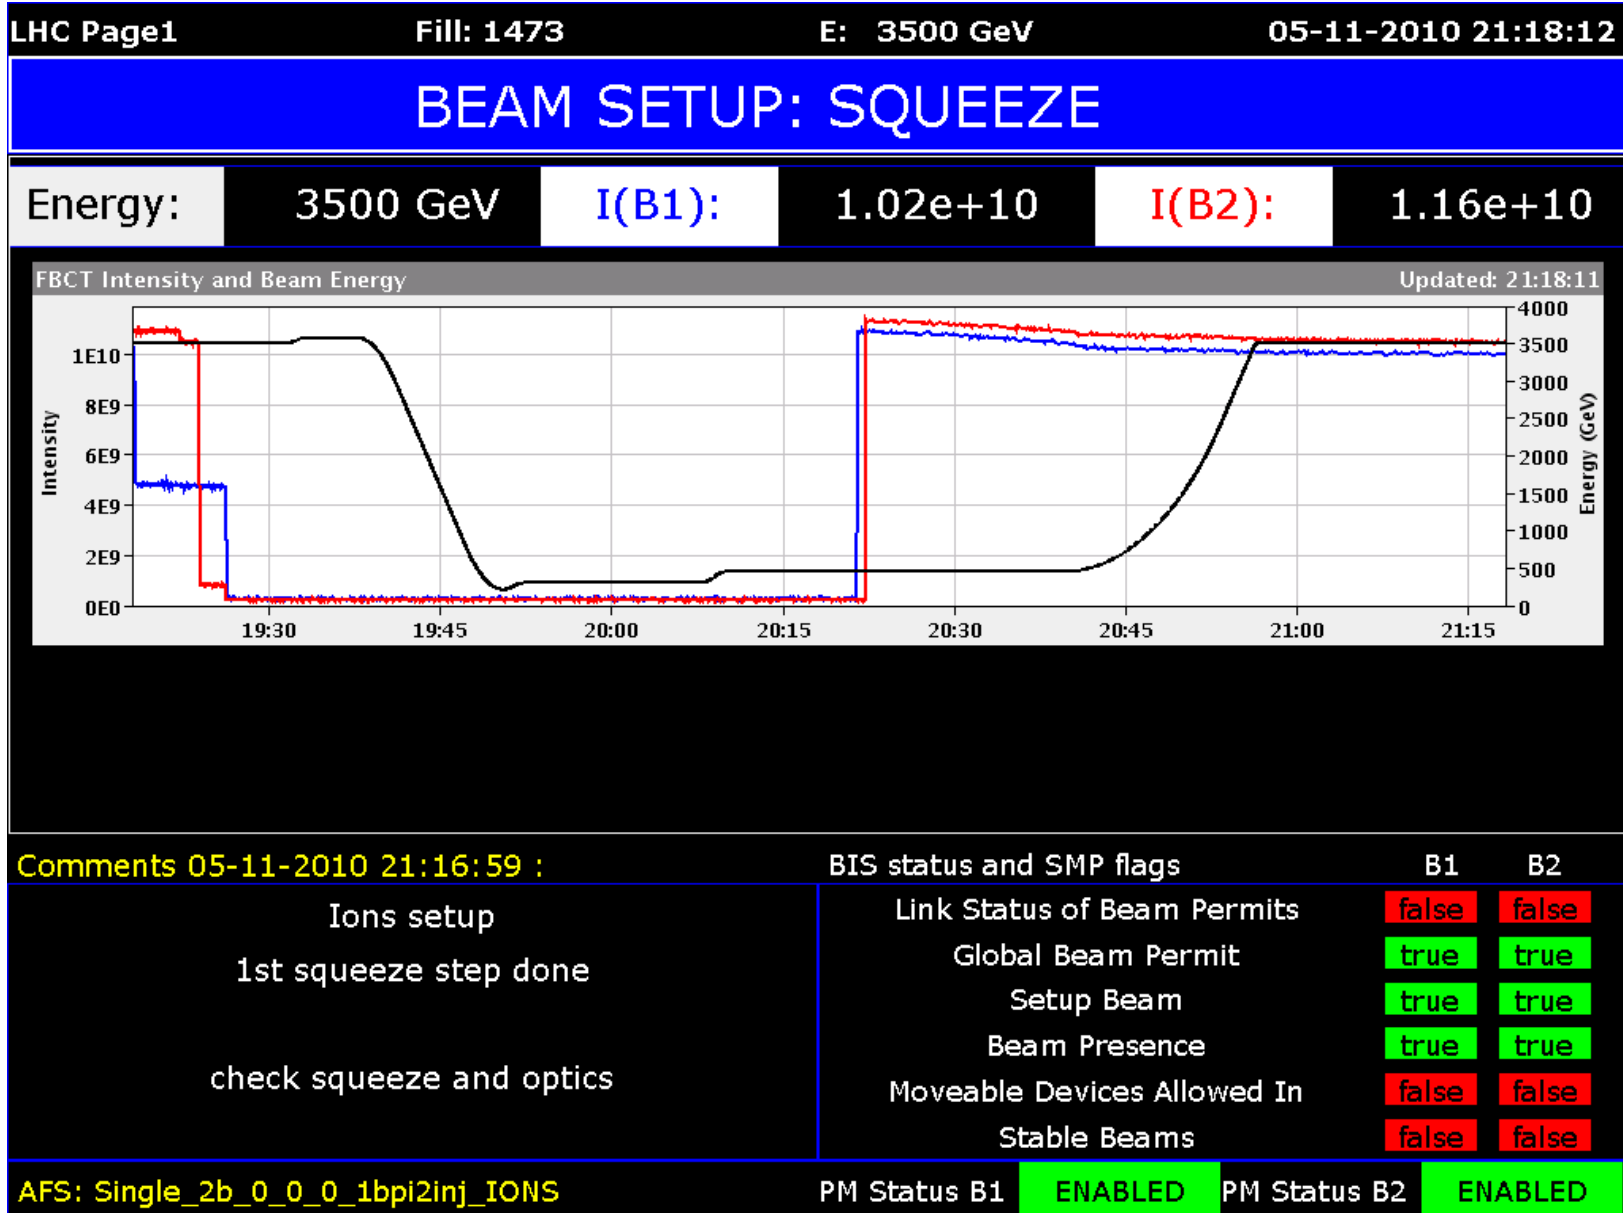 LHC Page1 Fill: 1473 E: 3500 GeV 05-11-2010 21:18:12
BEAM SETUP: SQUEEZE
Energy: 3500 GeV I(B1): 1.02e+10 I(B2): 1.16e+10
FBCT Intensity and Beam Energy Updated: 21:18:11
Intensity
1E10
8E9
6E9
4E9
2E9
0E0
4000
3500
3000
2500
2000
1500
1000
500
0
Energy (GeV)
19:30 19:45 20:00 20:15 20:30 20:45 21:00 21:15
Comments 05-11-2010 21:16:59 :
Ions setup
1st squeeze step done
check squeeze and optics
BIS status and SMP flags B1 B2
Link Status of Beam Permits false false
Global Beam Permit true true
Setup Beam true true
Beam Presence true true
Moveable Devices Allowed In false false
Stable Beams false false
AFS: Single_2b_0_0_0_1bpi2inj_IONS PM Status B1 ENABLED PM Status B2 ENABLED